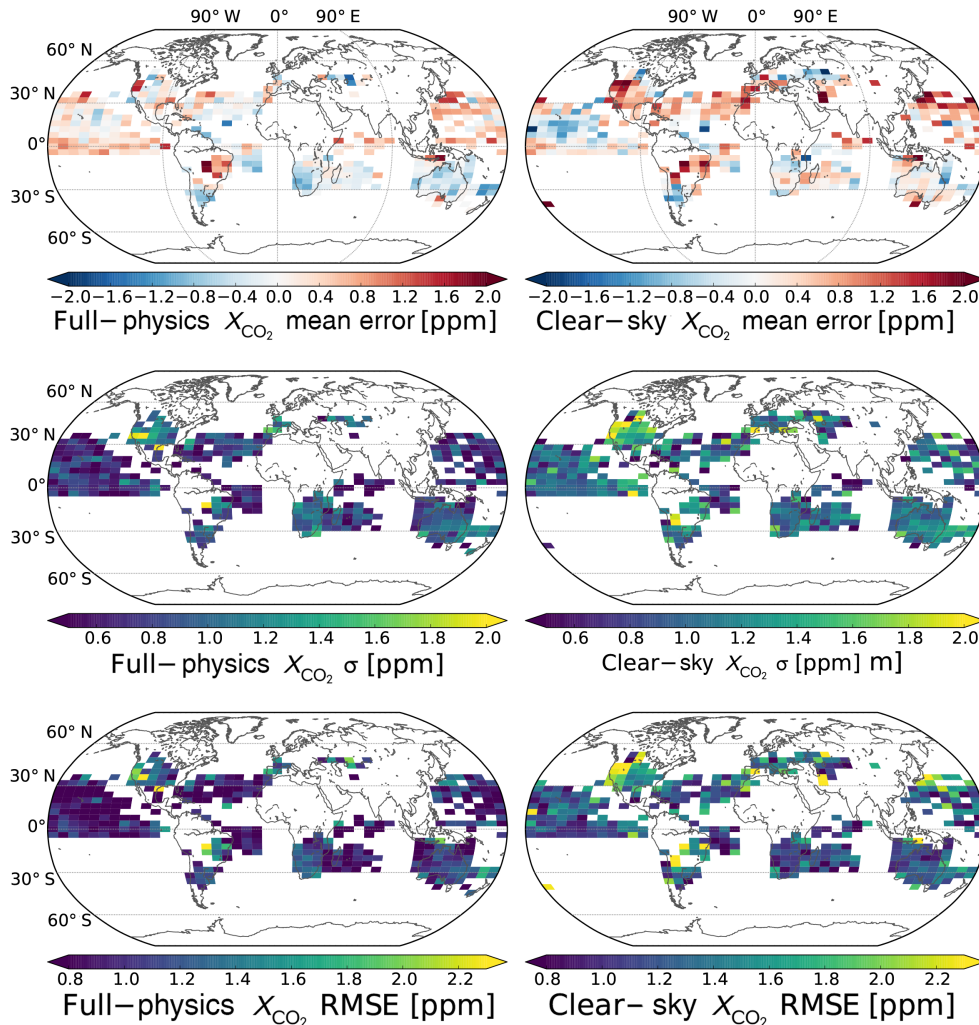 90° W 0° 90° E 90° W 0° 90° E
60° N
30° N
0°
30° S
60° S
−2.0 −1.6 −1.2 −0.8 −0.4 0.0 0.4 0.8 1.2 1.6 2.0 −2.0 −1.6 −1.2 −0.8 −0.4 0.0 0.4 0.8 1.2 1.6 2.0
Full−physics XCO2 mean error [ppm] Clear−sky XCO2 mean error [ppm]
60° N
30° N
0°
30° S
60° S
0.6 0.8 1.0 1.2 1.4 1.6 1.8 2.0 0.6 0.8 1.0 1.2 1.4 1.6 1.8 2.0
Full−physics XCO2 σ [ppm] Clear−sky XCO2 σ [ppm] m]
60° N
30° N
0°
30° S
60° S
0.8 1.0 1.2 1.4 1.6 1.8 2.0 2.2 0.8 1.0 1.2 1.4 1.6 1.8 2.0 2.2
Full−physics XCO2 RMSE [ppm] Clear−sky XCO2 RMSE [ppm]